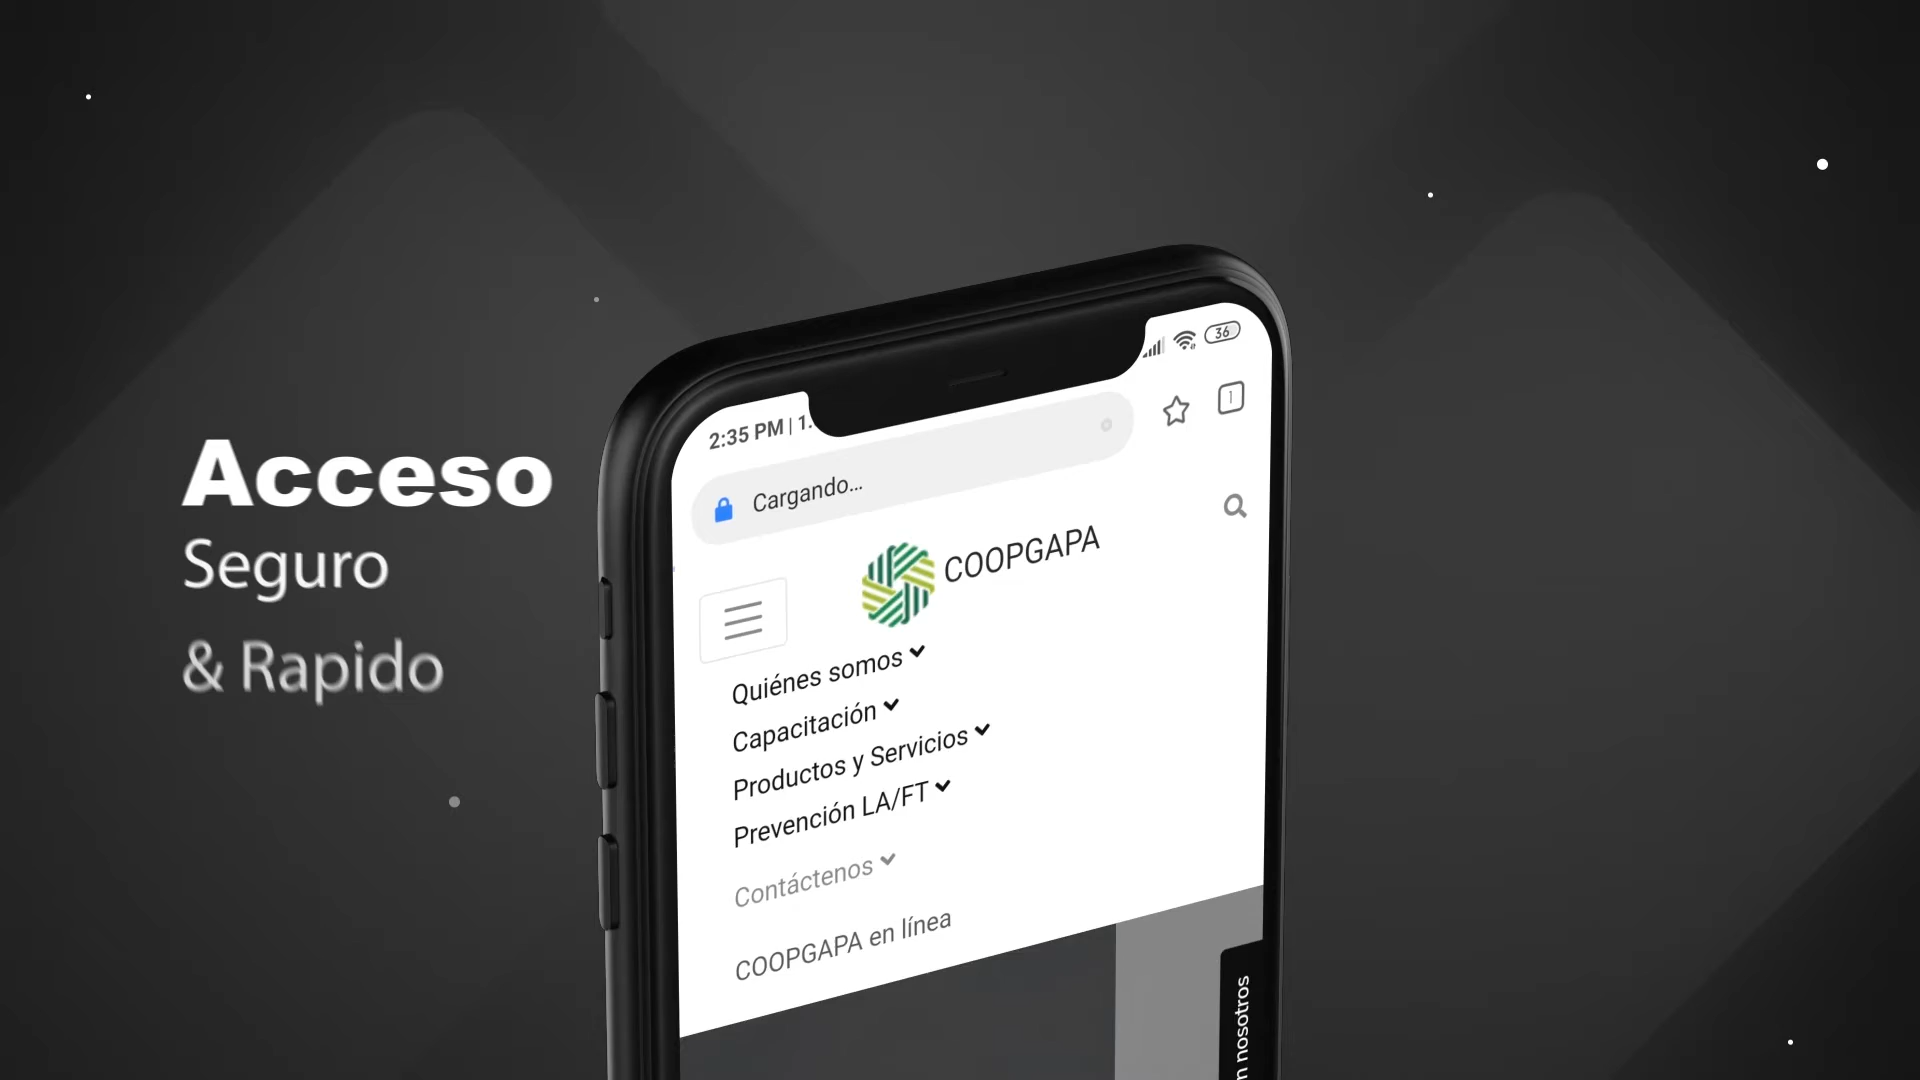 Acceso
Seguro
& Rapido
2:35 PM | 1.
36
1
Cargando...
COOPGAPA
Quiénes somos
Capacitación
Productos y Servicios
Prevención LA/FT
Contáctenos
COOPGAPA en línea
n nosotros